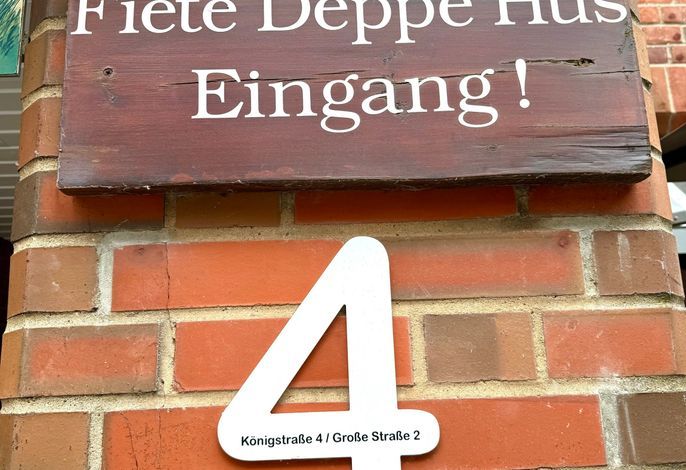 Fiete Deppe Hus
Eingang!
4
Königstraße 4 / Große Straße 2